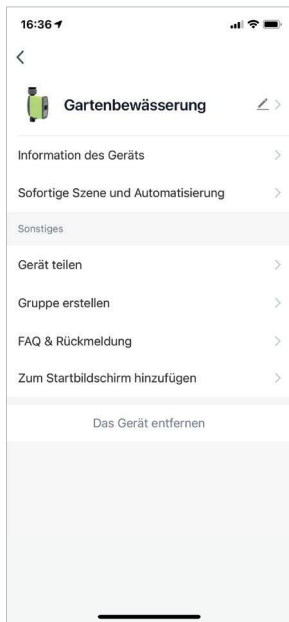 16:36
Gartenbewässerung
Information des Geräts
Sofortige Szene und Automatisierung
Sonstiges
Gerät teilen
Gruppe erstellen
FAQ & Rückmeldung
Zum Startbildschirm hinzufügen
Das Gerät entfernen